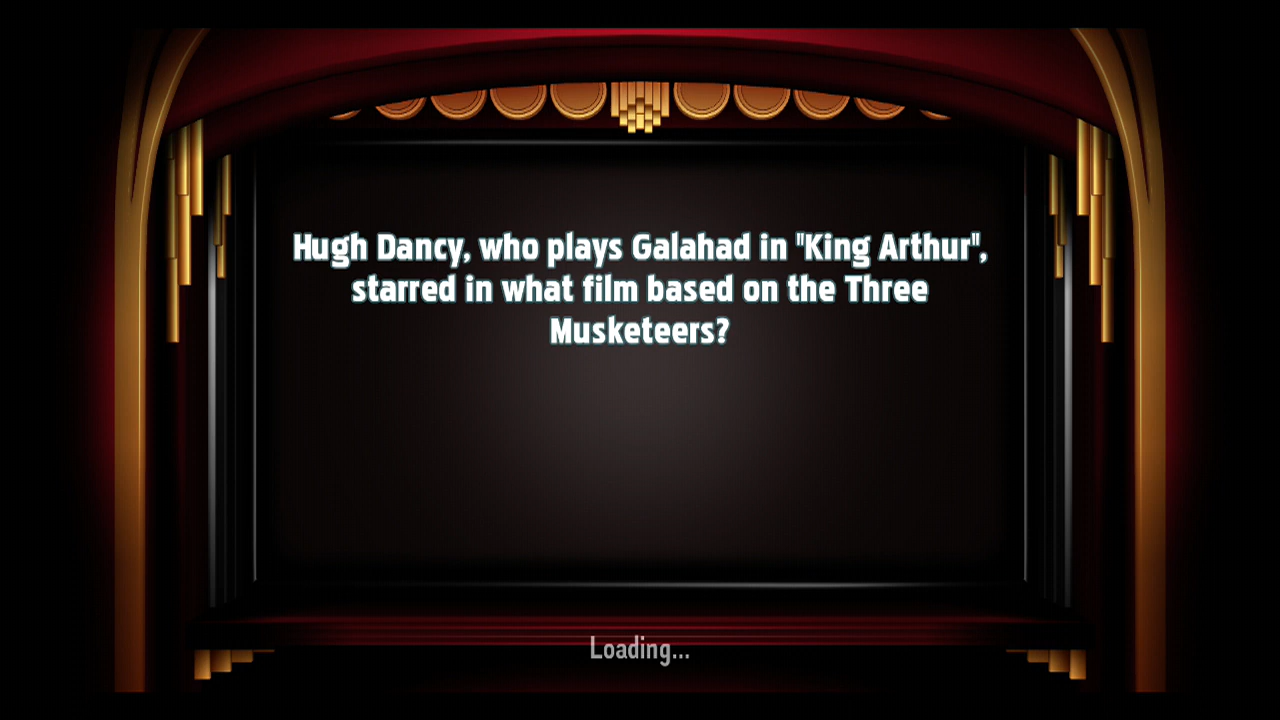 Hugh Dancy, who plays Galahad in "King Arthur",
starred in what film based on the Three
Musketeers?
Loading...